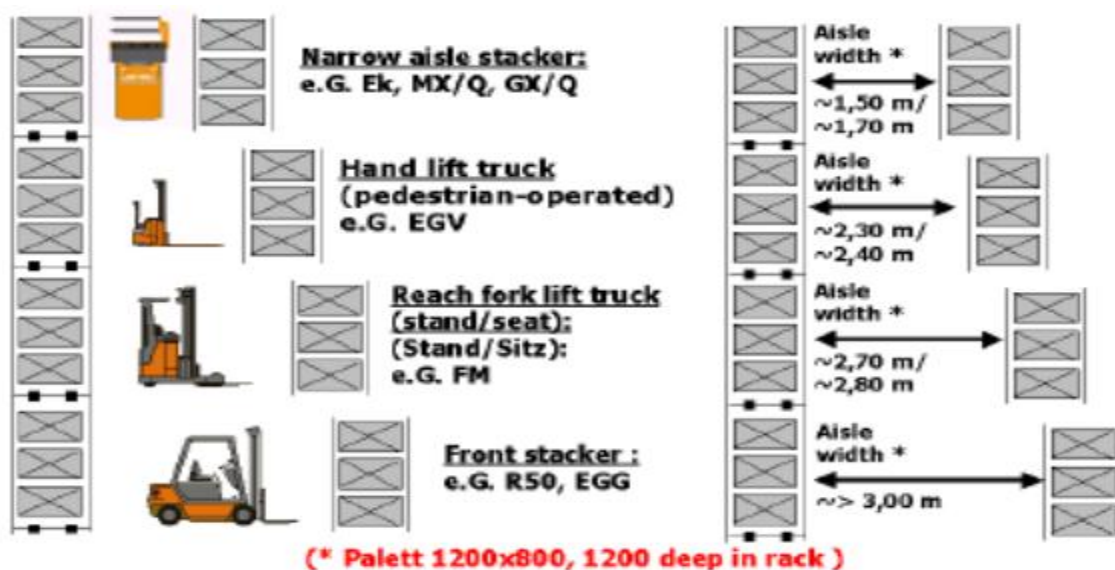 Narrow aisle stacker:
e.G. Ek, MX/Q, GX/Q
Aisle
width *
~1,50 m/
~1,70 m
Hand lift truck
(pedestrian-operated)
e.G. EGV
Aisle
width *
~2,30 m/
~2,40 m
Reach fork lift truck
(stand/seat):
(Stand/Sitz):
e.G. FM
Aisle
width *
~2,70 m/
~2,80 m
Front stacker :
e.G. R50, EGG
Aisle
width *
~> 3,00 m
(* Palett 1200x800, 1200 deep in rack )